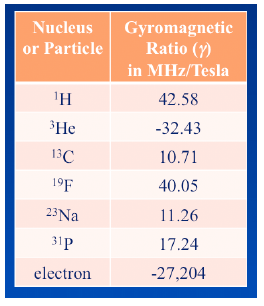 Nucleus or Particle	Gyromagnetic Ratio (γ) in MHz/Tesla
¹H	42.58
³He	-32.43
¹³C	10.71
¹⁹F	40.05
²³Na	11.26
³¹P	17.24
electron	-27,204